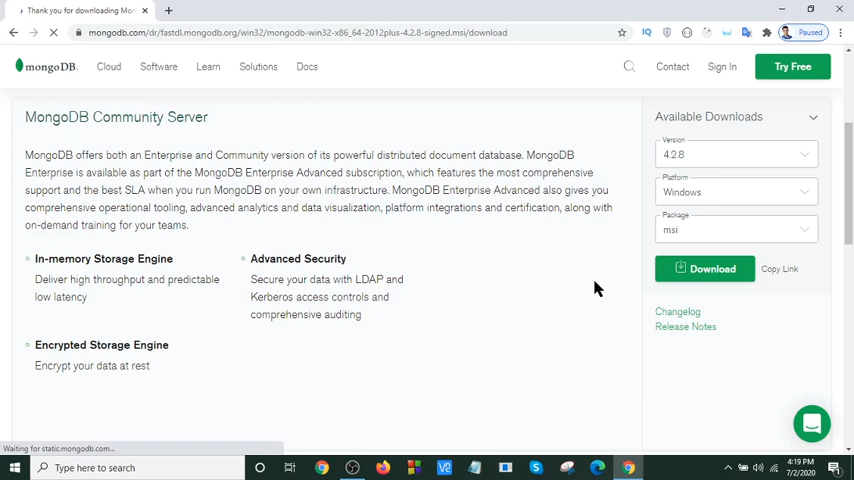 Thank you for downloading Mon
Paused
mongodb.com/dr/fastdl.mongodb.org/win32/mongodb-win32-x86_64-2012plus-4.2.8-signed.msi/download
mongoDB.
Cloud
Software
Learn
Solutions
Docs
Contact
Sign In
Try Free
MongoDB Community Server
MongoDB offers both an Enterprise and Community version of its powerful distributed document database. MongoDB
Enterprise is available as part of the MongoDB Enterprise Advanced subscription, which features the most comprehensive
support and the best SLA when you run MongoDB on your own infrastructure. MongoDB Enterprise Advanced also gives you
comprehensive operational tooling, advanced analytics and data visualization, platform integrations and certification, along with
on-demand training for your teams.
In-memory Storage Engine
Deliver high throughput and predictable
low latency
Advanced Security
Secure your data with LDAP and
Kerberos access controls and
comprehensive auditing
Encrypted Storage Engine
Encrypt your data at rest
Available Downloads
Version
4.2.8
Platform
Windows
Package
msi
Download
Copy Link
Changelog
Release Notes
Waiting for static.mongodb.com...
Type here to search
4:19 PM
7/2/2020